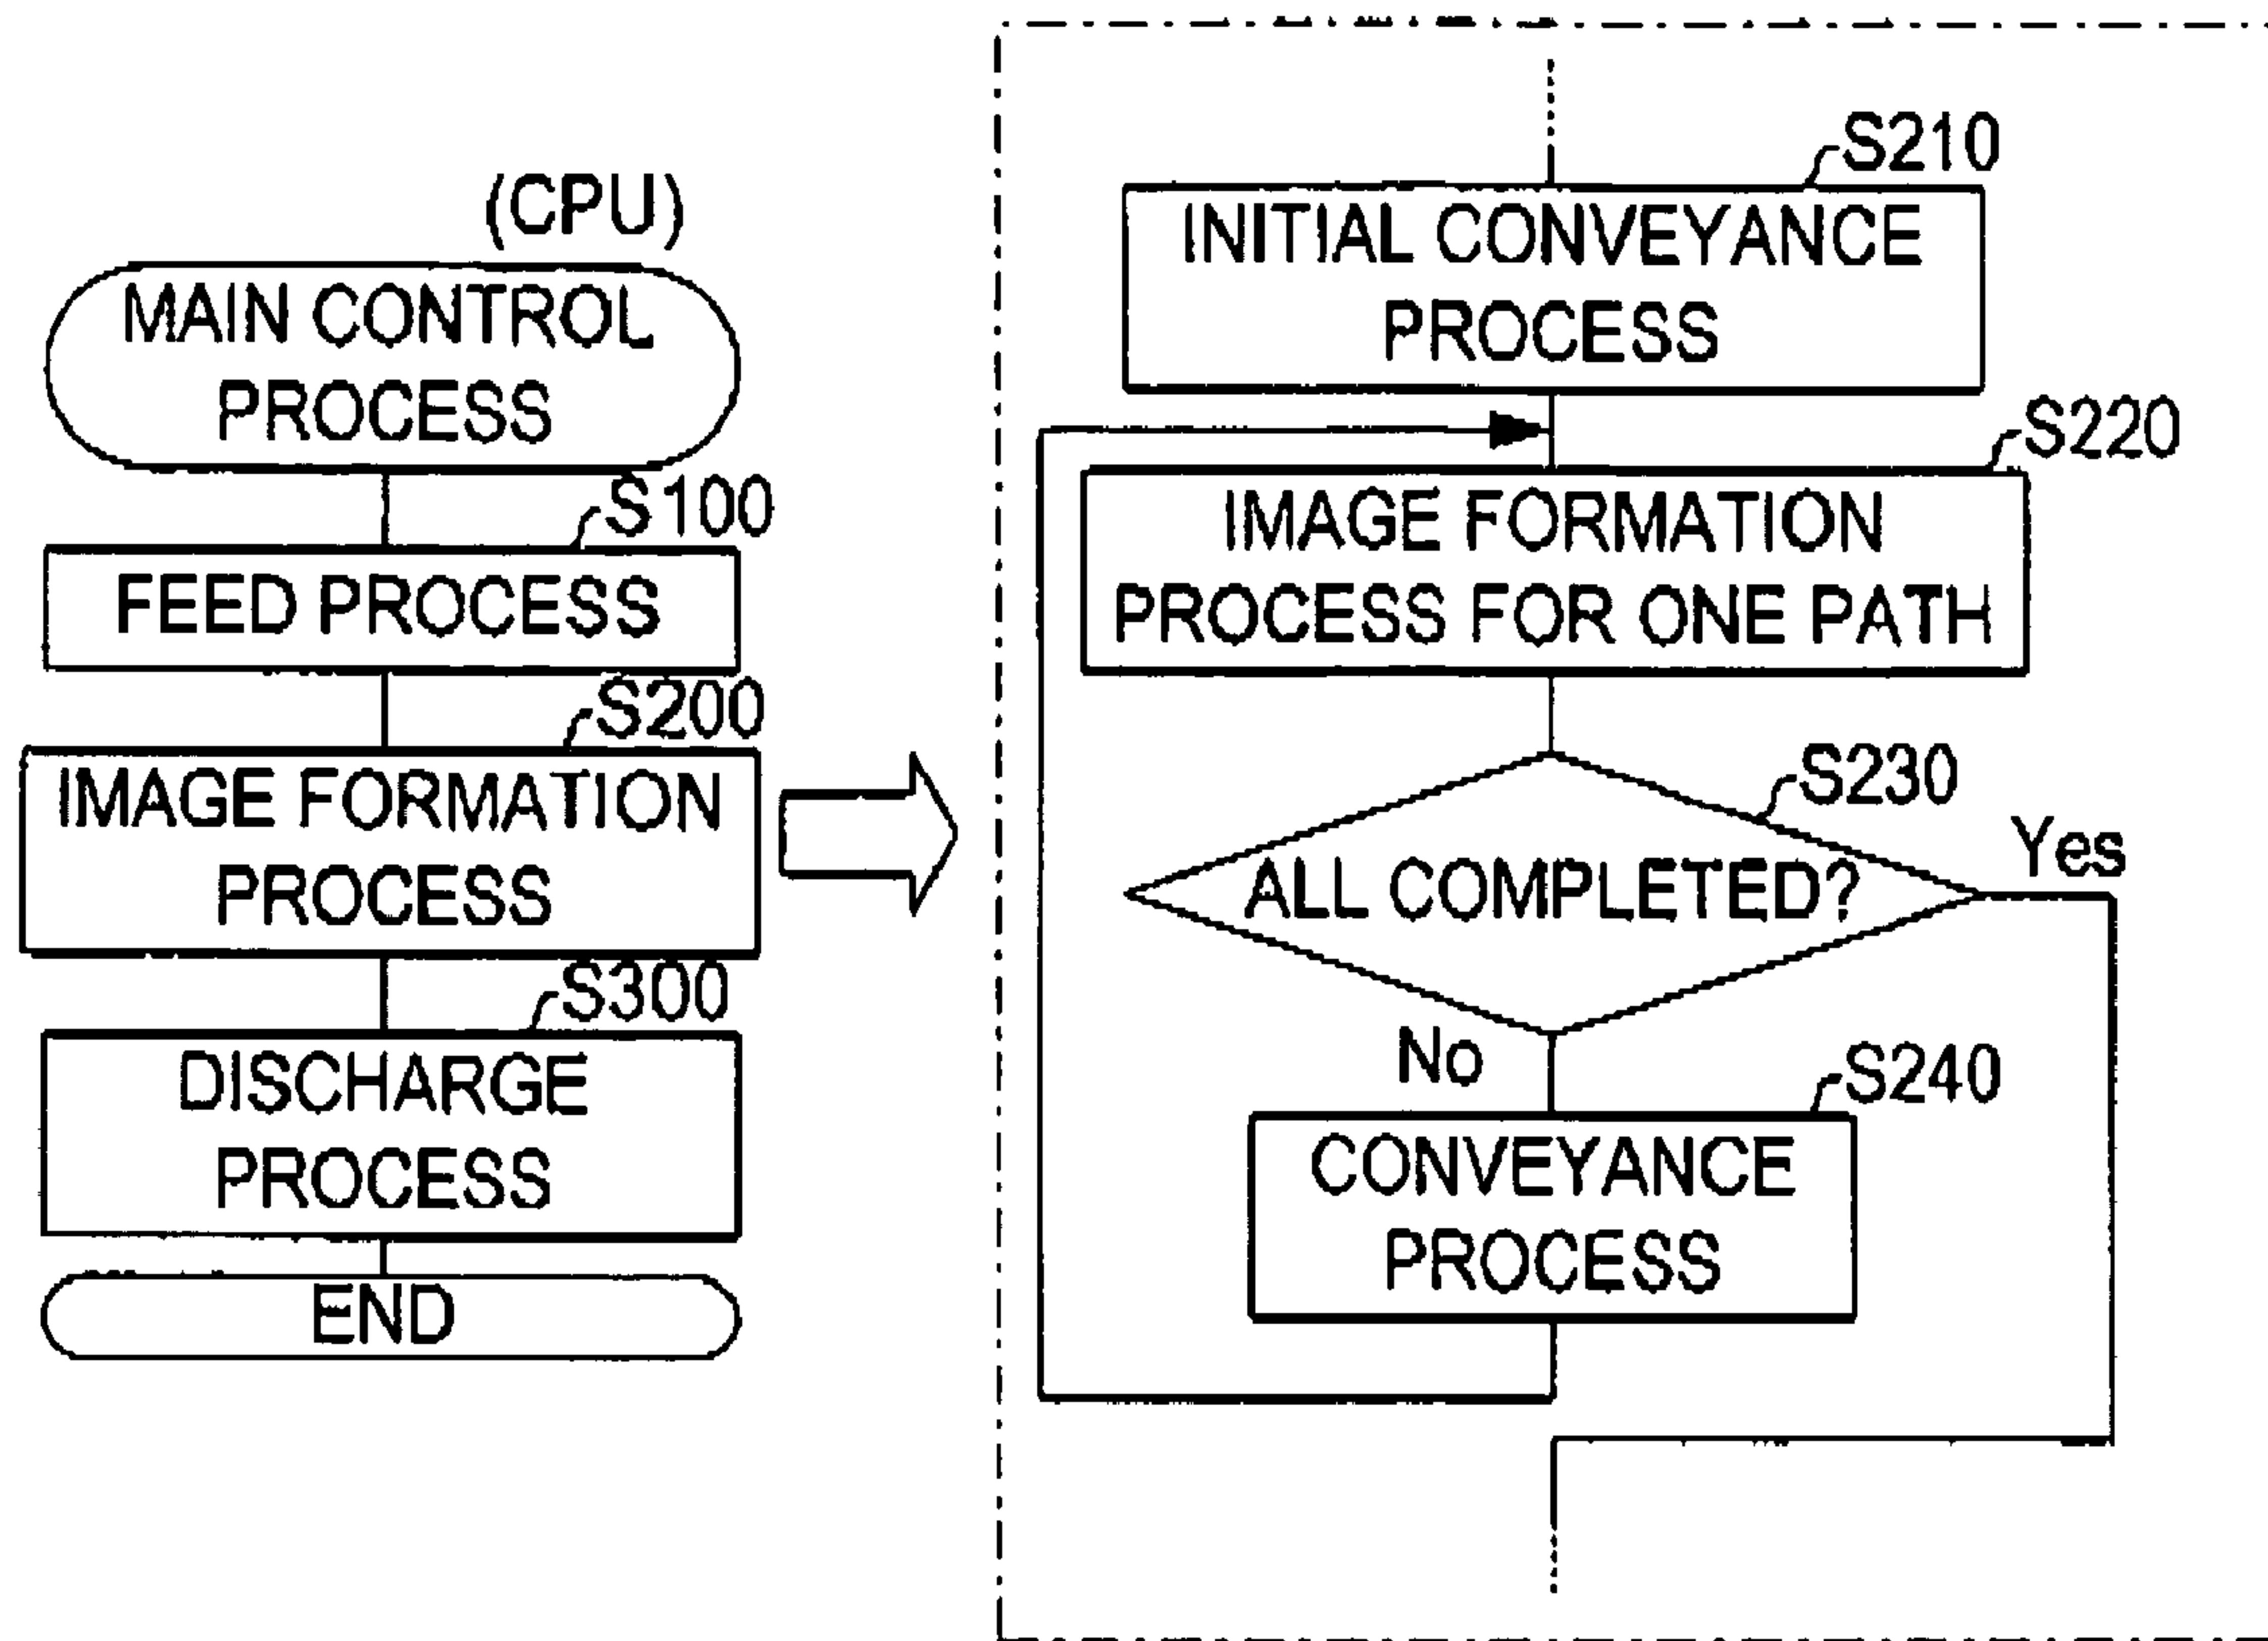 (CPU)
MAIN CONTROL
PROCESS
S100
FEED PROCESS
S200
IMAGE FORMATION
PROCESS
S300
DISCHARGE
PROCESS
END
S210
INITIAL CONVEYANCE
PROCESS
S220
IMAGE FORMATION
PROCESS FOR ONE PATH
S230
ALL COMPLETED?
Yes
No
S240
CONVEYANCE
PROCESS